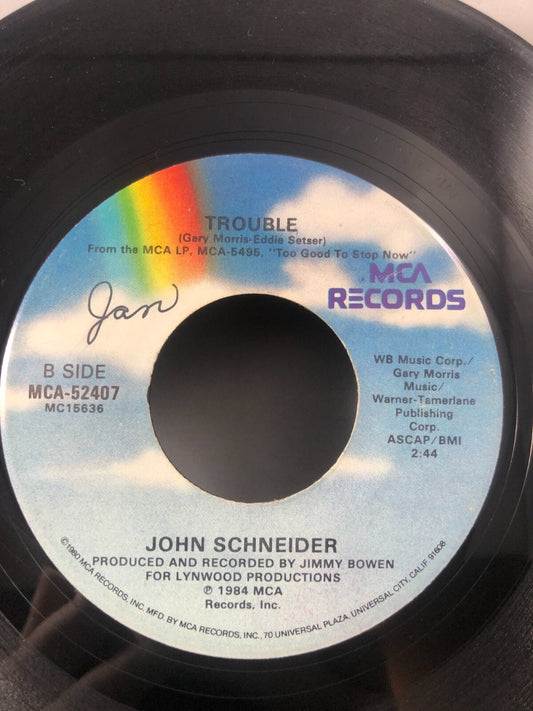 TROUBLE
(Gary Morris-Eddie Setser)
From the MCA LP, MCA-5495, "Too Good To Stop Now"
MCA
RECORDS
Jan
B SIDE
MCA-52407
MC15636
WB Music Corp./
Gary Morris
Music/
Warner-Tamerlane
Publishing
Corp.
ASCAP/BMI
2:44
JOHN SCHNEIDER
PRODUCED AND RECORDED BY JIMMY BOWEN
FOR LYNWOOD PRODUCTIONS
℗ 1984 MCA
Records, Inc.
©1980 MCA RECORDS, INC. MFD. BY MCA RECORDS, INC., 70 UNIVERSAL PLAZA, UNIVERSAL CITY, CALIF. 91608